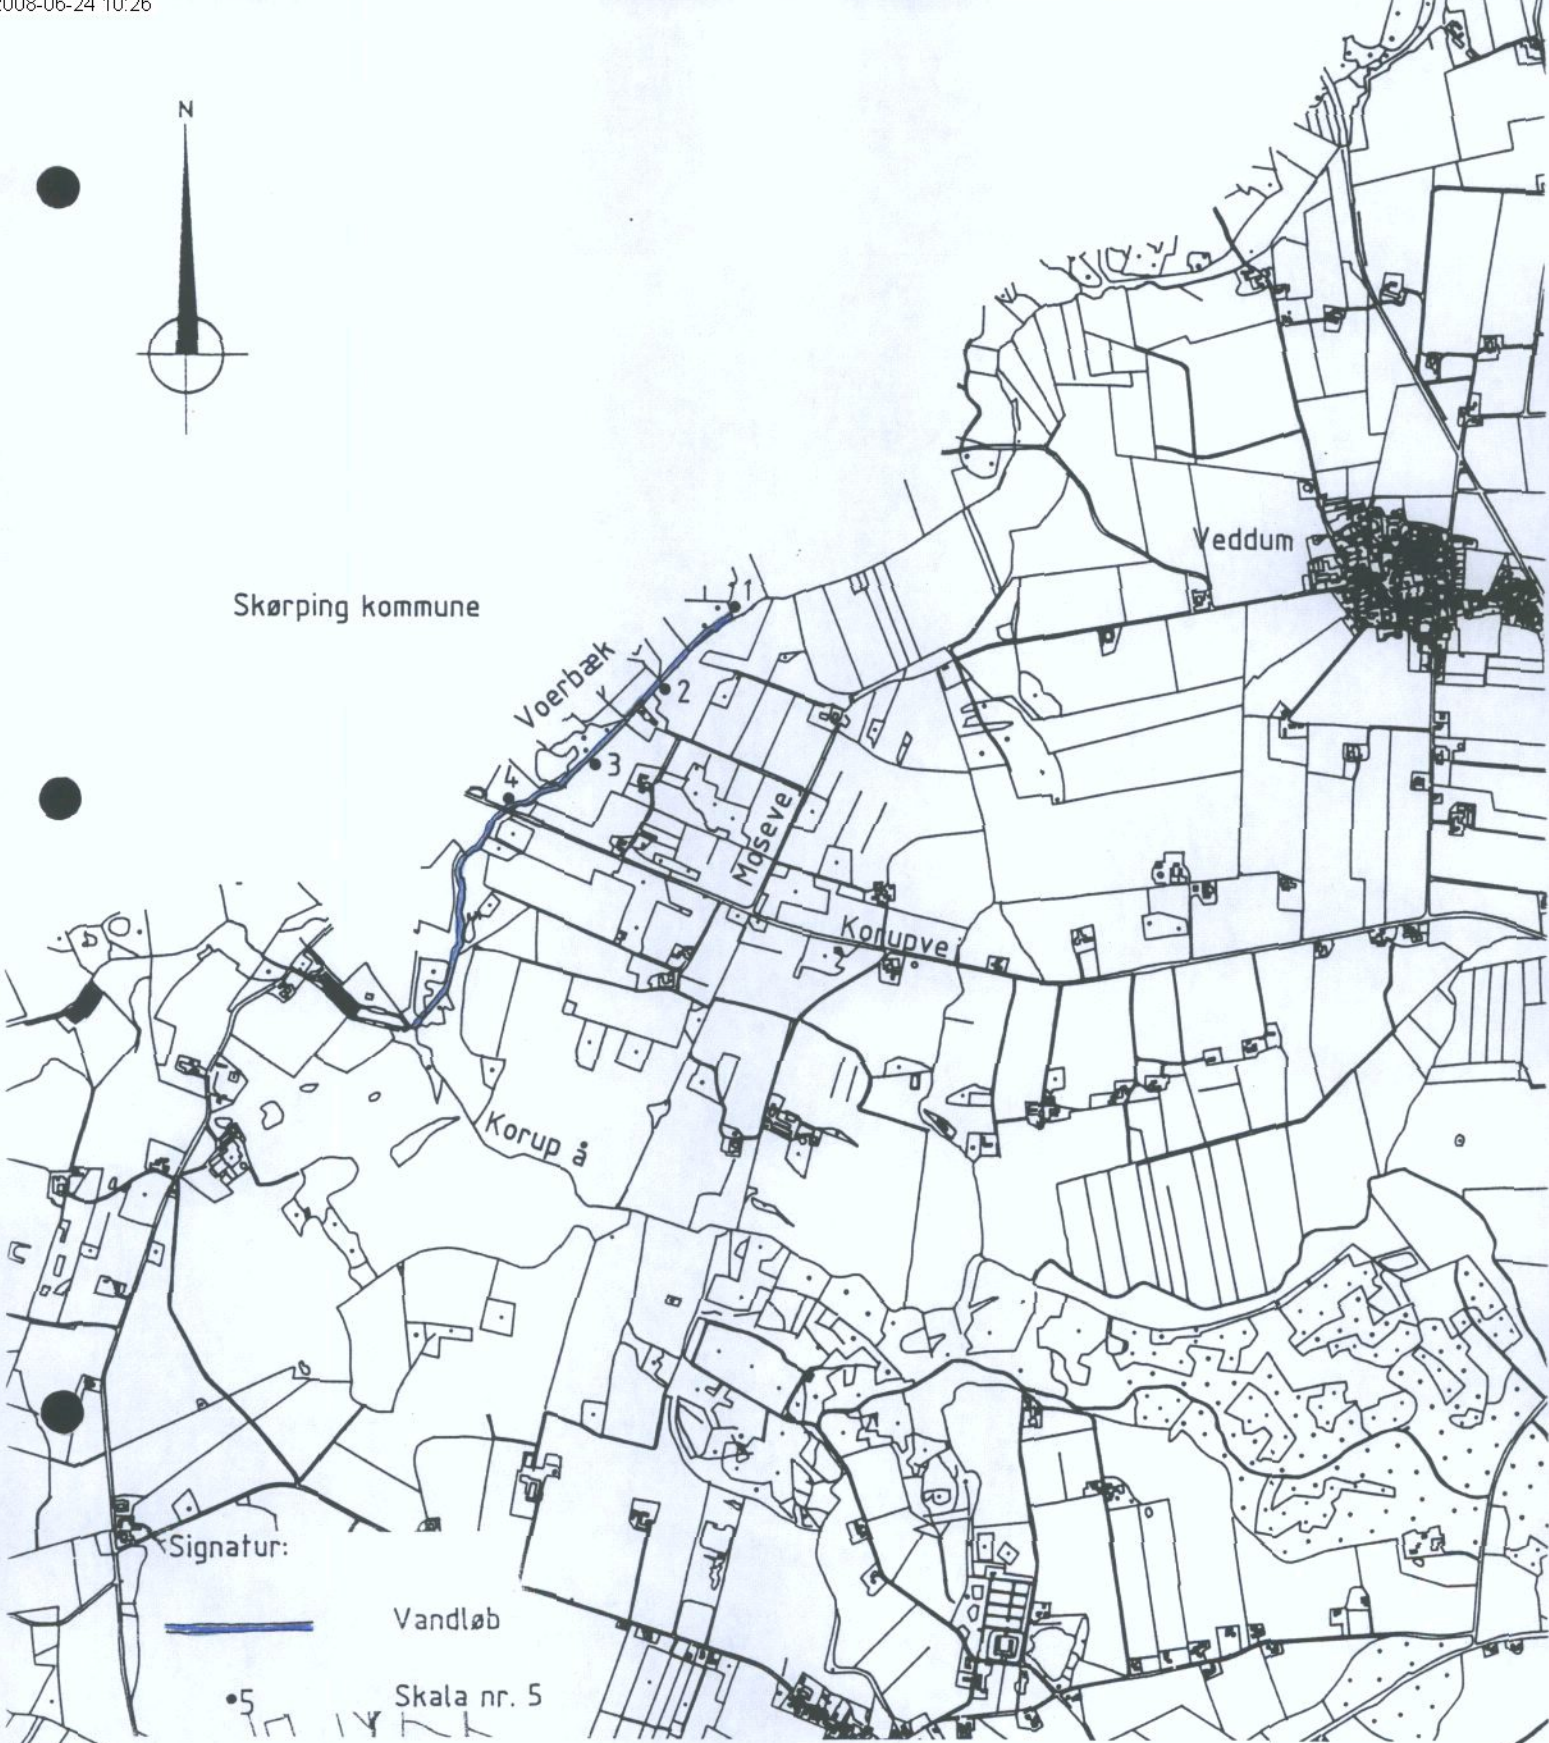 2008-06-24 10:26
N
Veddum
Skørping kommune
1
Voerbæk
2
3
4
Moseve
Korupve
Korup å
Signatur:
Vandløb
5
Skala nr. 5